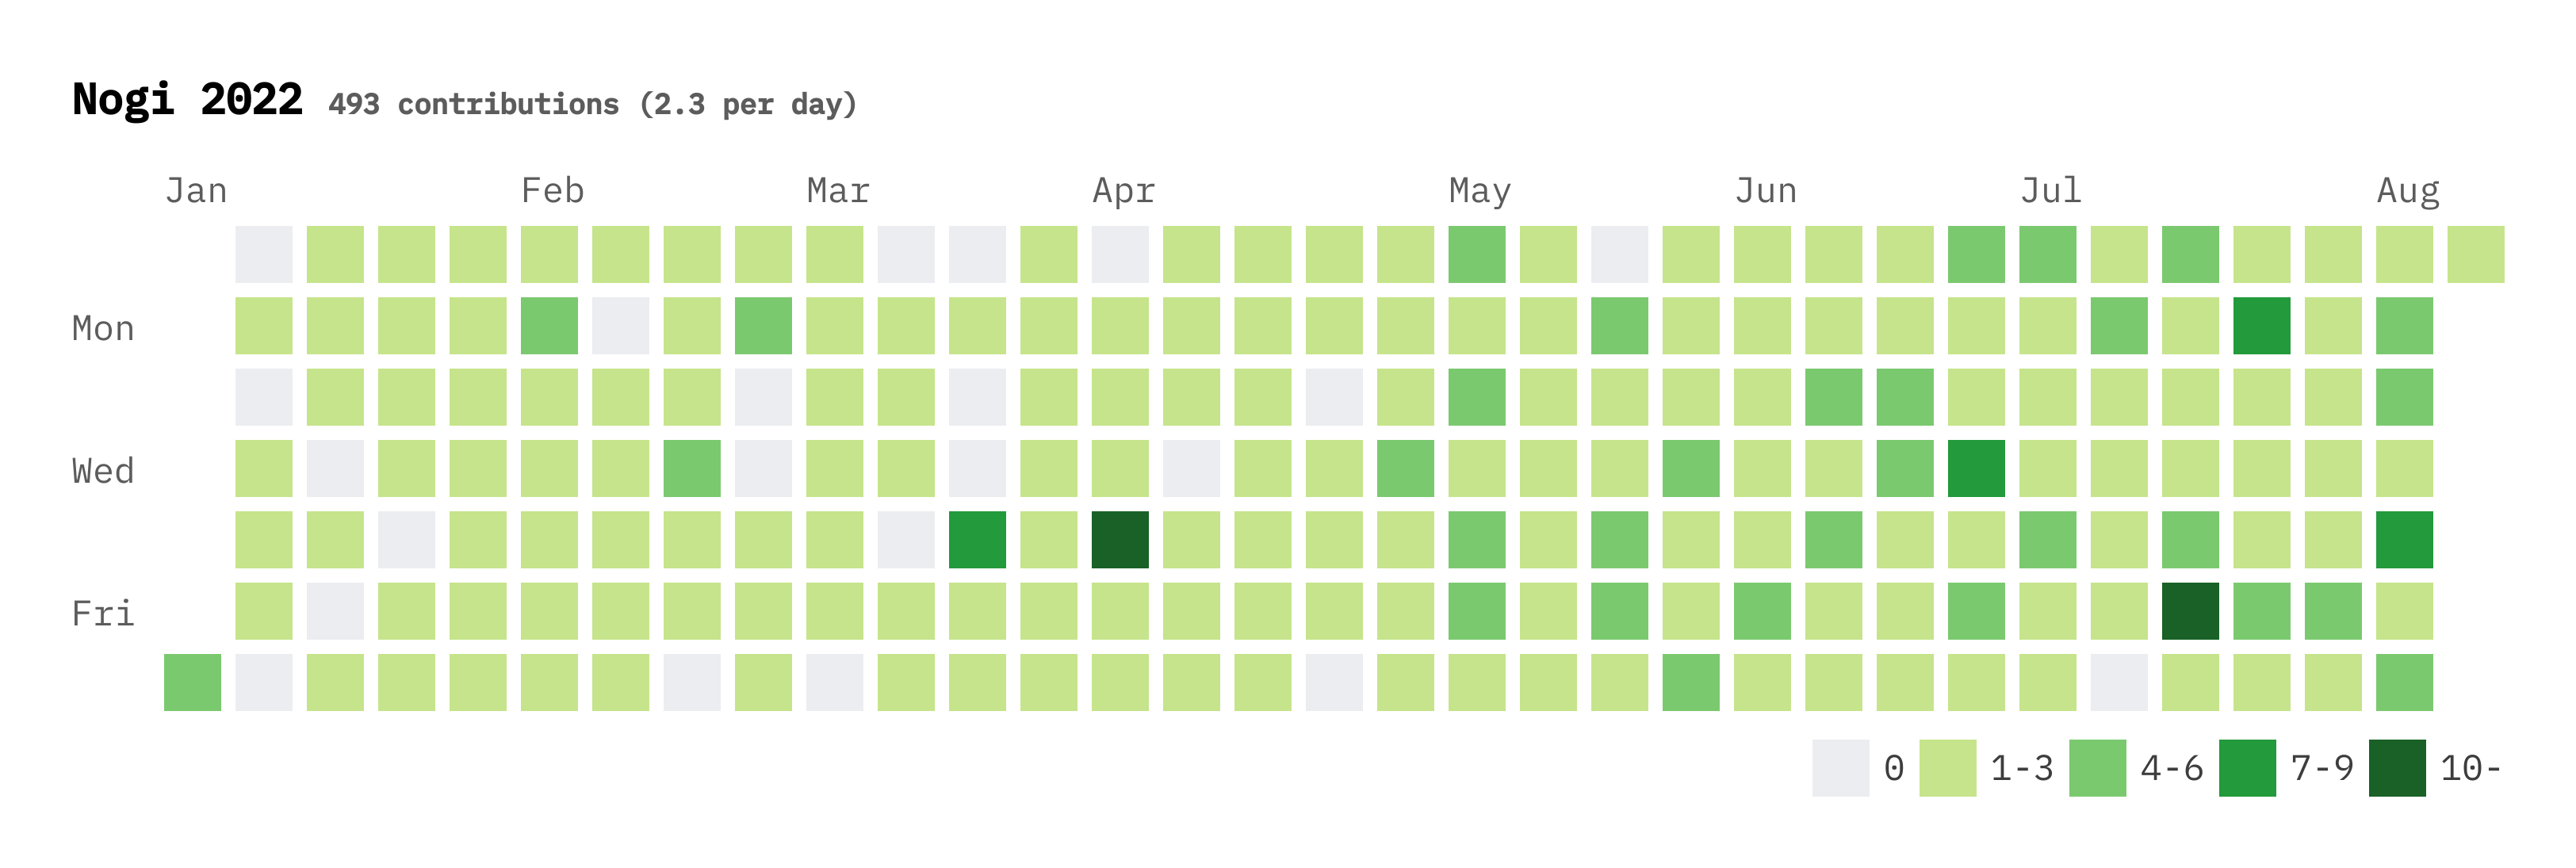 Nogi 2022 493 contributions (2.3 per day)
Jan Feb Mar Apr May Jun Jul Aug
Mon
Wed
Fri
0 1-3 4-6 7-9 10-